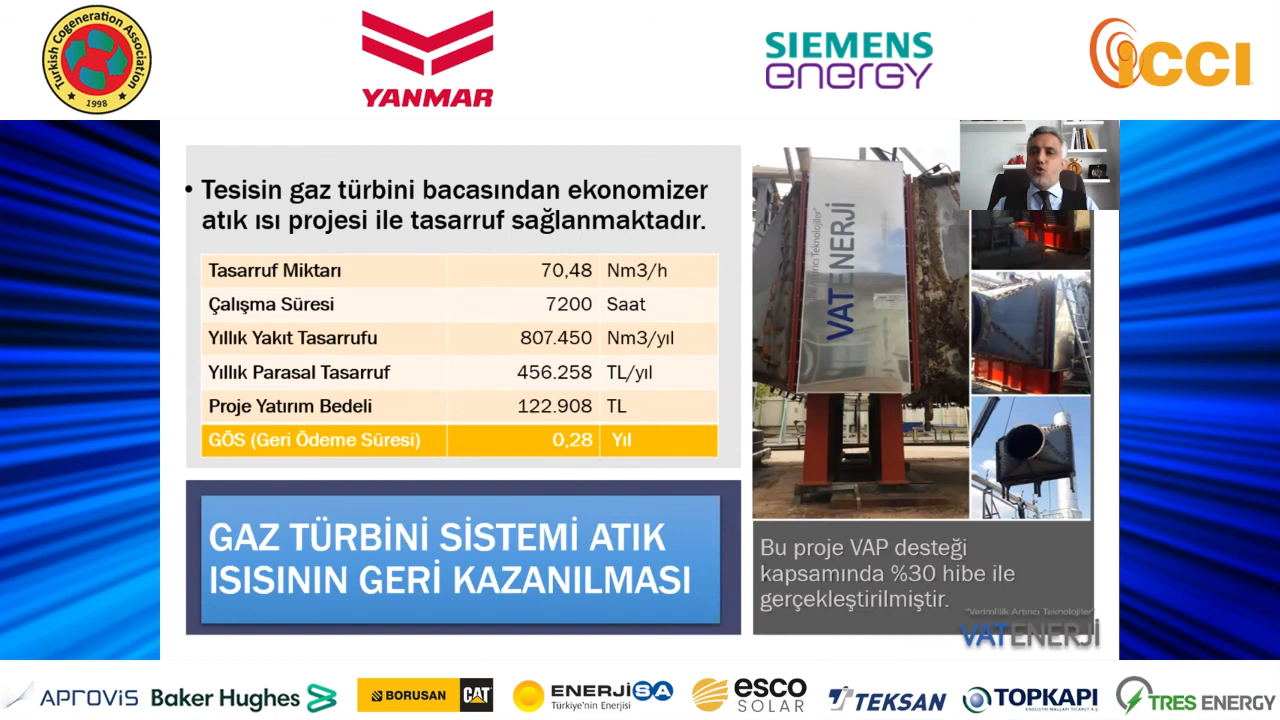 Turkish Cogeneration Association
1998
YANMAR
SIEMENS
energy
iCCI
• Tesisin gaz türbini bacasından ekonomizer
atık ısı projesi ile tasarruf sağlanmaktadır.
Tasarruf Miktarı 70,48 Nm3/h
Çalışma Süresi 7200 Saat
Yıllık Yakıt Tasarrufu 807.450 Nm3/yıl
Yıllık Parasal Tasarruf 456.258 TL/yıl
Proje Yatırım Bedeli 122.908 TL
GÖS (Geri Ödeme Süresi) 0,28 Yıl
VATENERJİ
GAZ TÜRBİNİ SİSTEMİ ATIK
ISISININ GERİ KAZANILMASI
Bu proje VAP desteği
kapsamında %30 hibe ile
gerçekleştirilmiştir.
"Verimlilik Artırıcı Teknolojiler"
VATENERJİ
APROVIS
Baker Hughes
BORUSAN CAT
ENERJİSA
Türkiye'nin Enerjisi
esco
SOLAR
TEKSAN
TOPKAPI
ENDÜSTRİ MALLARI TİCARET A.Ş.
TRES ENERGY